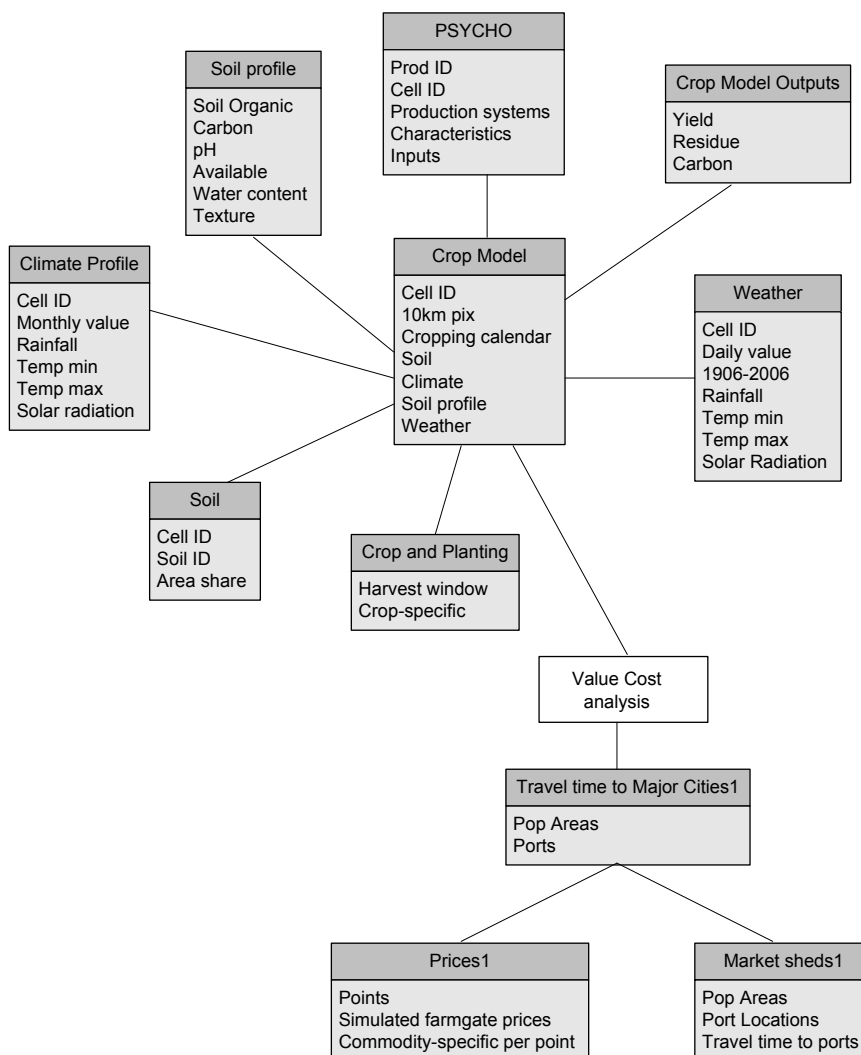 PSYCHO
Prod ID
Cell ID
Production systems
Characteristics
Inputs
Soil profile
Soil Organic
Carbon
pH
Available
Water content
Texture
Crop Model Outputs
Yield
Residue
Carbon
Climate Profile
Cell ID
Monthly value
Rainfall
Temp min
Temp max
Solar radiation
Crop Model
Cell ID
10km pix
Cropping calendar
Soil
Climate
Soil profile
Weather
Weather
Cell ID
Daily value
1906-2006
Rainfall
Temp min
Temp max
Solar Radiation
Soil
Cell ID
Soil ID
Area share
Crop and Planting
Harvest window
Crop-specific
Value Cost
analysis
Travel time to Major Cities1
Pop Areas
Ports
Prices1
Points
Simulated farmgate prices
Commodity-specific per point
Market sheds1
Pop Areas
Port Locations
Travel time to ports